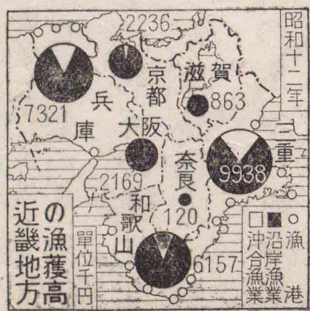 昭和十二年
2236
京都
滋賀
863
兵庫
7321
大阪
2169
三重
9938
奈良
120
和歌山
6157
近畿地方
の漁獲高
單位千円
○漁港
■沿岸漁業
□沖合漁業